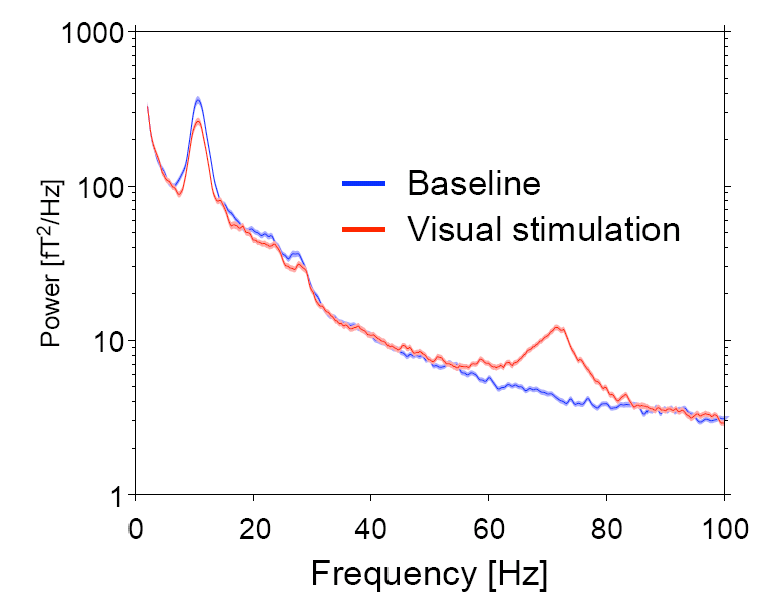 1000
100
10
1
Power [fT²/Hz]
Baseline
Visual stimulation
0 20 40 60 80 100
Frequency [Hz]